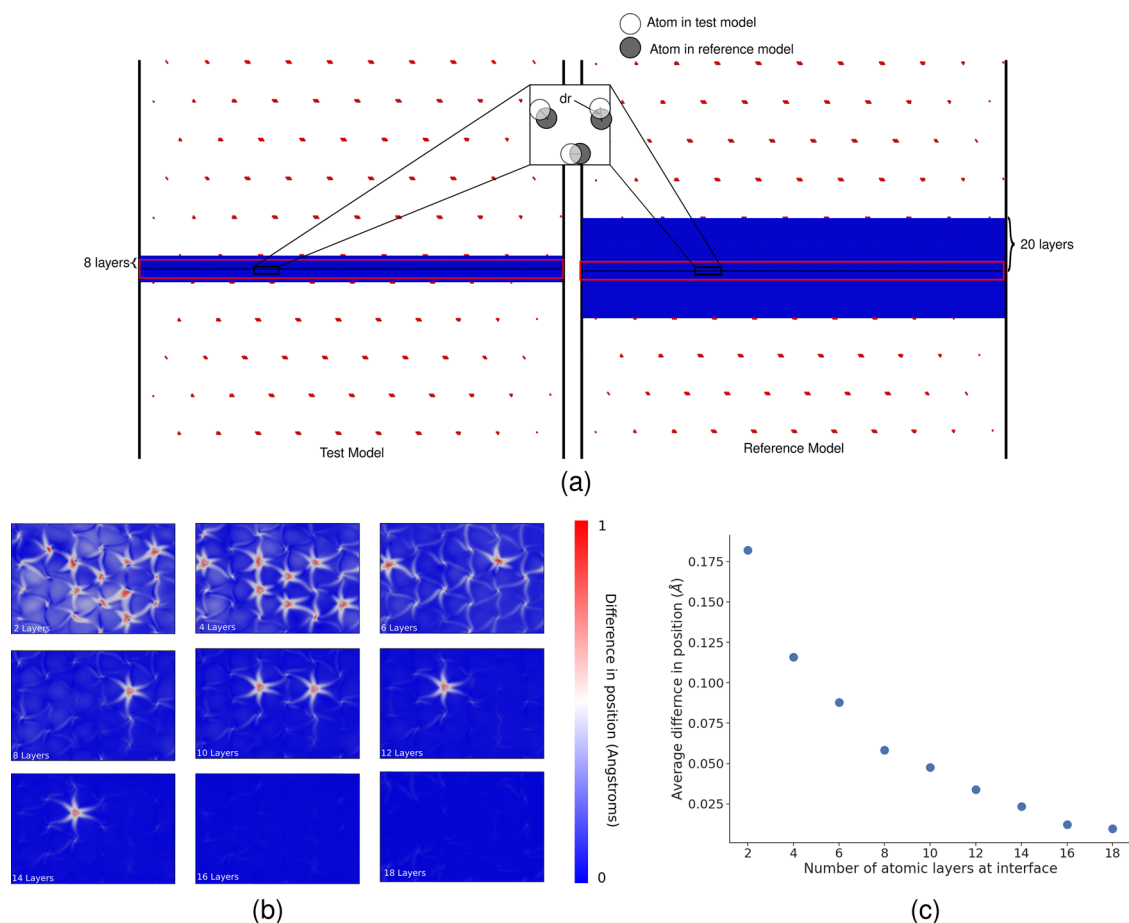 Atom in test model
Atom in reference model
dr
8 layers
20 layers
Test Model
Reference Model
(a)
2 Layers
4 Layers
6 Layers
8 Layers
10 Layers
12 Layers
14 Layers
16 Layers
18 Layers
1
0
Difference in position (Angstroms)
(b)
Average differnce in position (Å)
0.175
0.150
0.125
0.100
0.075
0.050
0.025
2 4 6 8 10 12 14 16 18
Number of atomic layers at interface
(c)